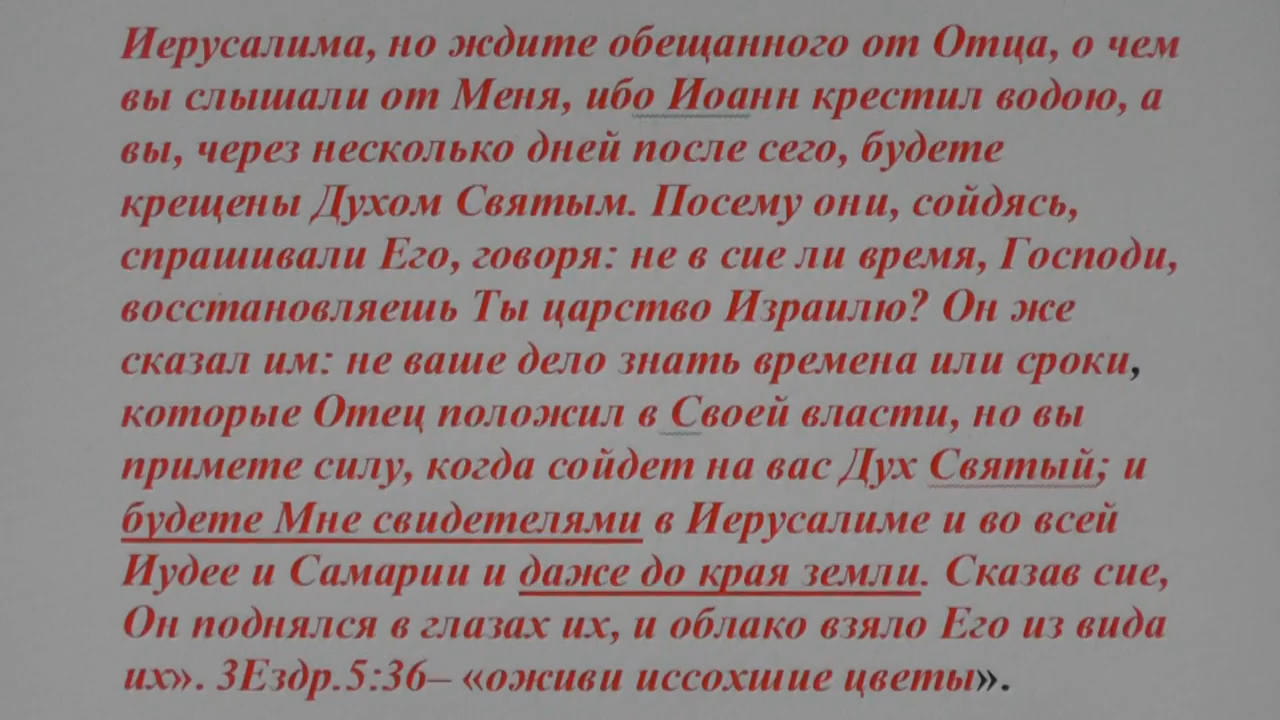 Иерусалима, но ждите обещанного от Отца, о чем
вы слышали от Меня, ибо Иоанн крестил водою, а
вы, через несколько дней после сего, будете
крещены Духом Святым. Посему они, сойдясь,
спрашивали Его, говоря: не в сие ли время, Господи,
восстановляешь Ты царство Израилю? Он же
сказал им: не ваше дело знать времена или сроки,
которые Отец положил в Своей власти, но вы
примете силу, когда сойдет на вас Дух Святый; и
будете Мне свидетелями в Иерусалиме и во всей
Иудее и Самарии и даже до края земли. Сказав сие,
Он поднялся в глазах их, и облако взяло Его из вида
их». 3Ездр.5:36– «оживи иссохшие цветы».